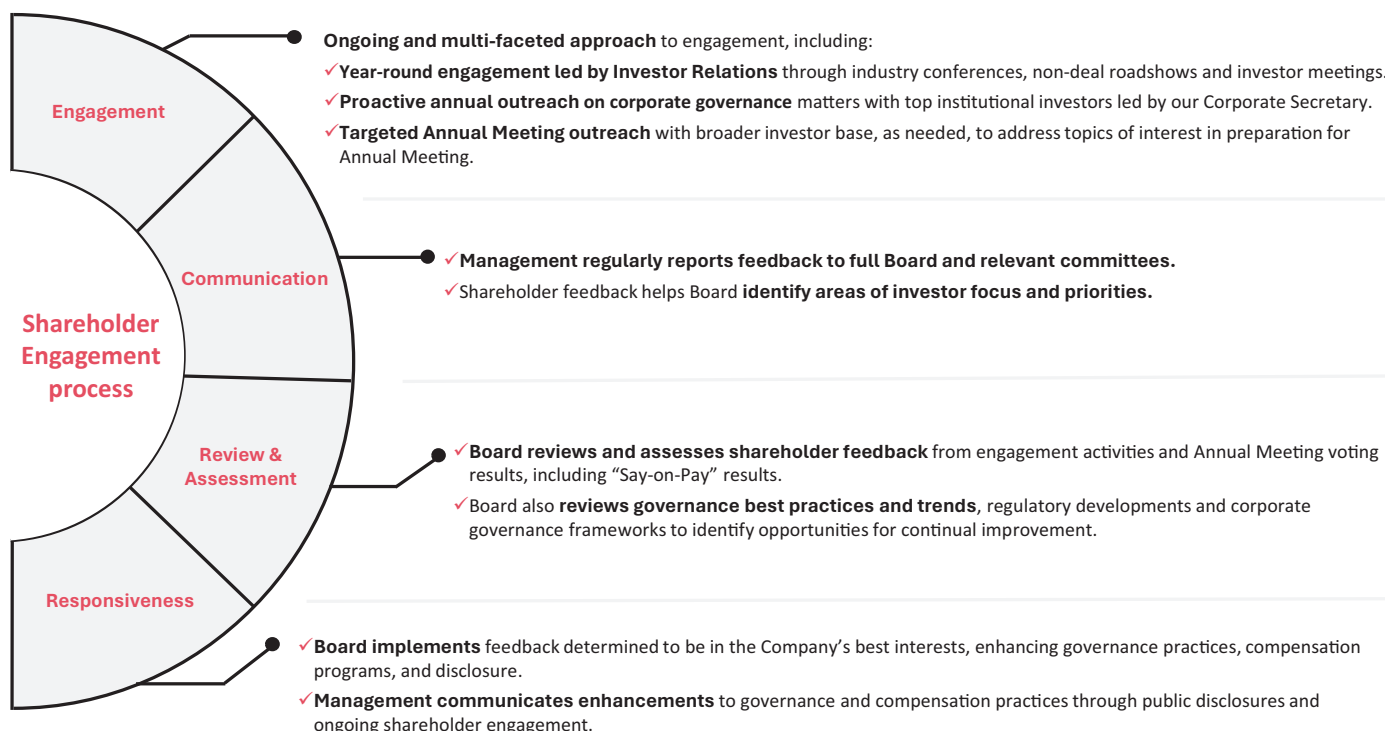 Ongoing and multi-faceted approach to engagement, including:
✓Year-round engagement led by Investor Relations through industry conferences, non-deal roadshows and investor meetings.
✓Proactive annual outreach on corporate governance matters with top institutional investors led by our Corporate Secretary.
✓Targeted Annual Meeting outreach with broader investor base, as needed, to address topics of interest in preparation for
Annual Meeting.
Engagement
✓Management regularly reports feedback to full Board and relevant committees.
✓Shareholder feedback helps Board identify areas of investor focus and priorities.
Communication
Shareholder
Engagement
process
✓Board reviews and assesses shareholder feedback from engagement activities and Annual Meeting voting
results, including “Say-on-Pay” results.
✓Board also reviews governance best practices and trends, regulatory developments and corporate
governance frameworks to identify opportunities for continual improvement.
Review &
Assessment
Responsiveness
✓Board implements feedback determined to be in the Company’s best interests, enhancing governance practices, compensation
programs, and disclosure.
✓Management communicates enhancements to governance and compensation practices through public disclosures and
ongoing shareholder engagement.